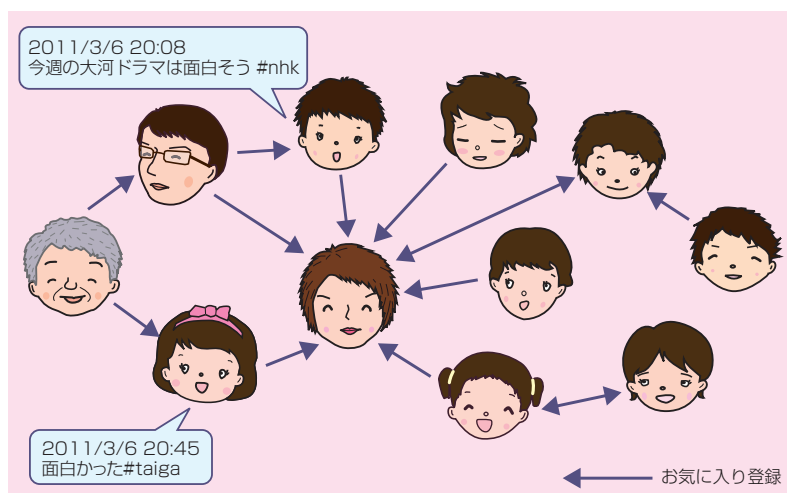 2011/3/6 20:08
今週の大河ドラマは面白そう #nhk
2011/3/6 20:45
面白かった#taiga
お気に入り登録